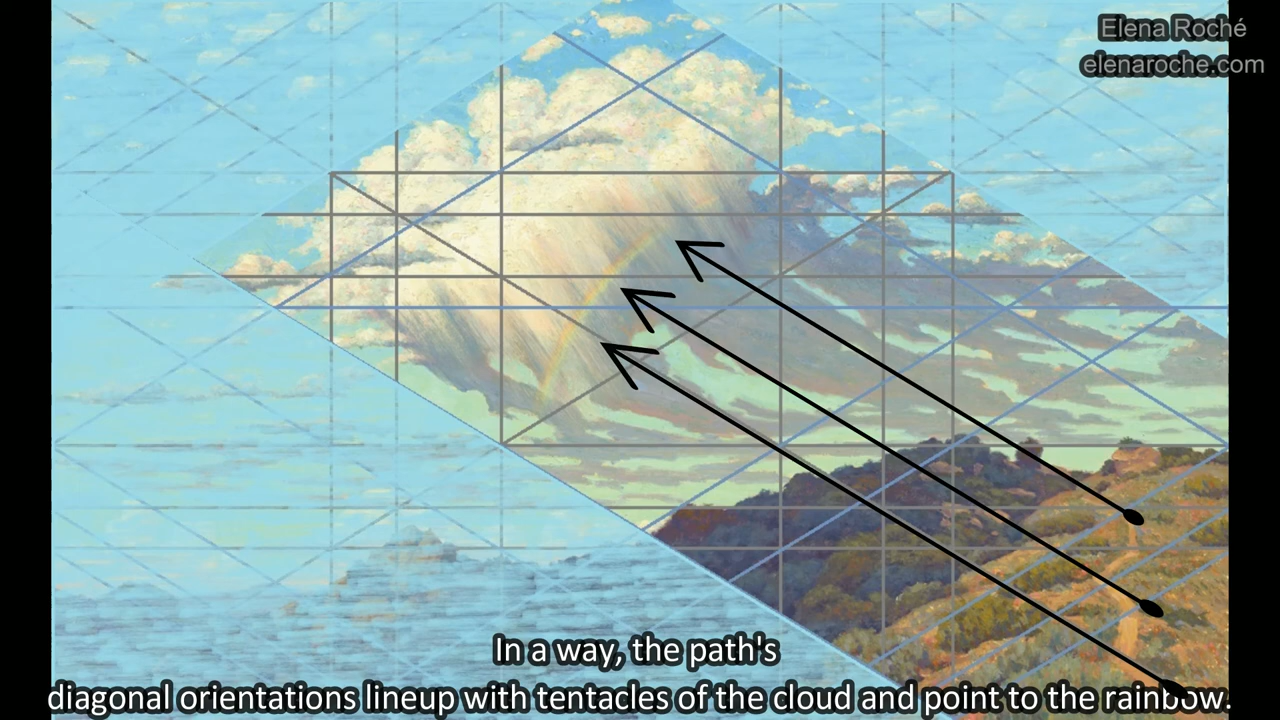 Elena Roché
elenaroche.com
In a way, the path's
diagonal orientations lineup with tentacles of the cloud and point to the rainbow.